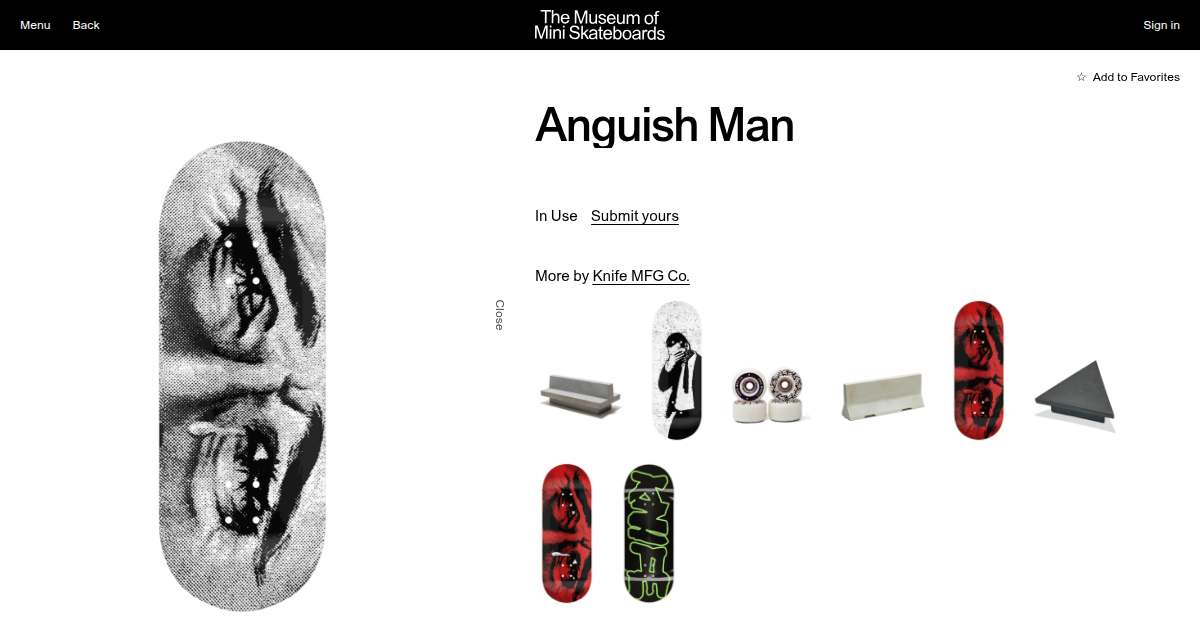 Menu
Back
The Museum of
Mini Skateboards
Sign in
☆ Add to Favorites
Anguish Man
In Use
Submit yours
More by Knife MFG Co.
Close
KNIFE